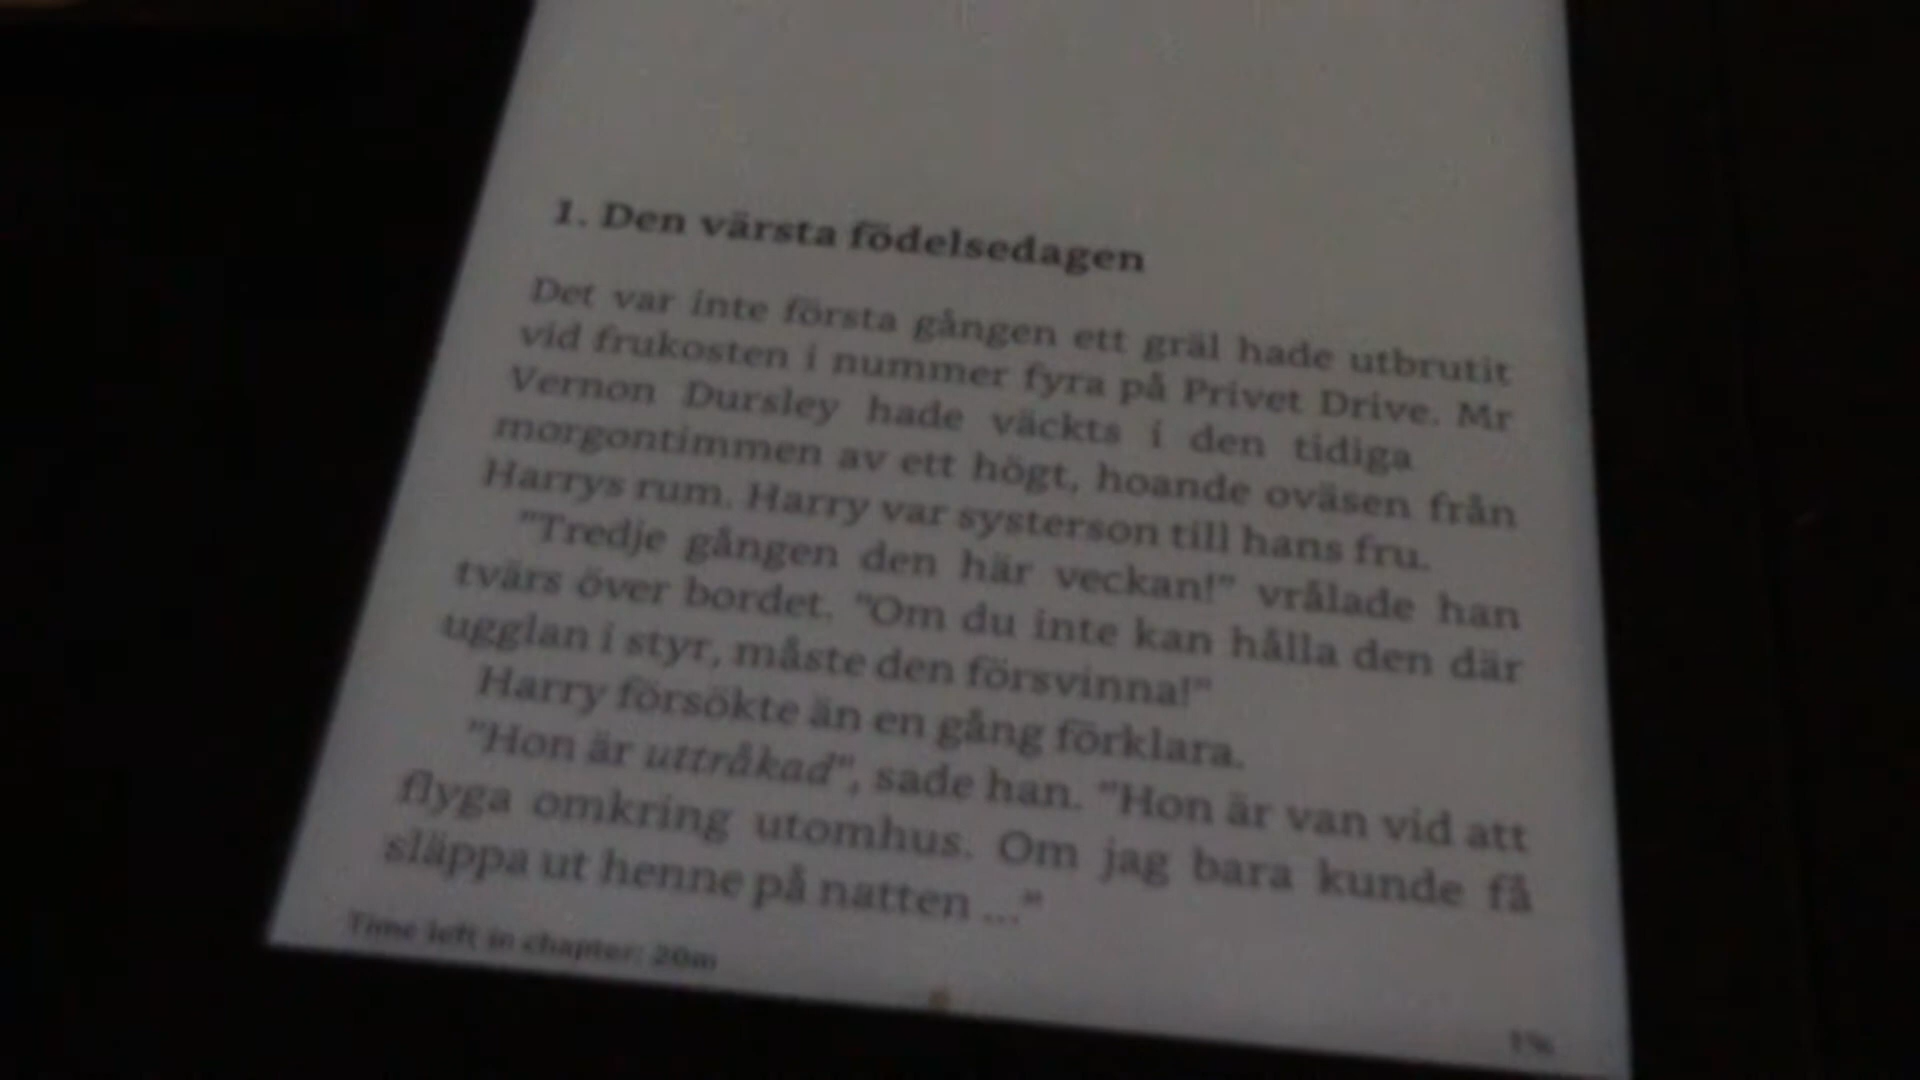 1. Den värsta födelsedagen
Det var inte första gången ett gräl hade utbrutit
vid frukosten i nummer fyra på Privet Drive. Mr
Vernon Dursley hade väckts i den tidiga
morgontimmen av ett högt, hoande oväsen från
Harrys rum. Harry var systerson till hans fru.
"Tredje gången den här veckan!" vrålade han
tvärs över bordet. "Om du inte kan hålla den där
ugglan i styr, måste den försvinna!"
Harry försökte än en gång förklara.
"Hon är uttråkad", sade han. "Hon är van vid att
flyga omkring utomhus. Om jag bara kunde få
släppa ut henne på natten ..."
Time left in chapter: 20m
1%